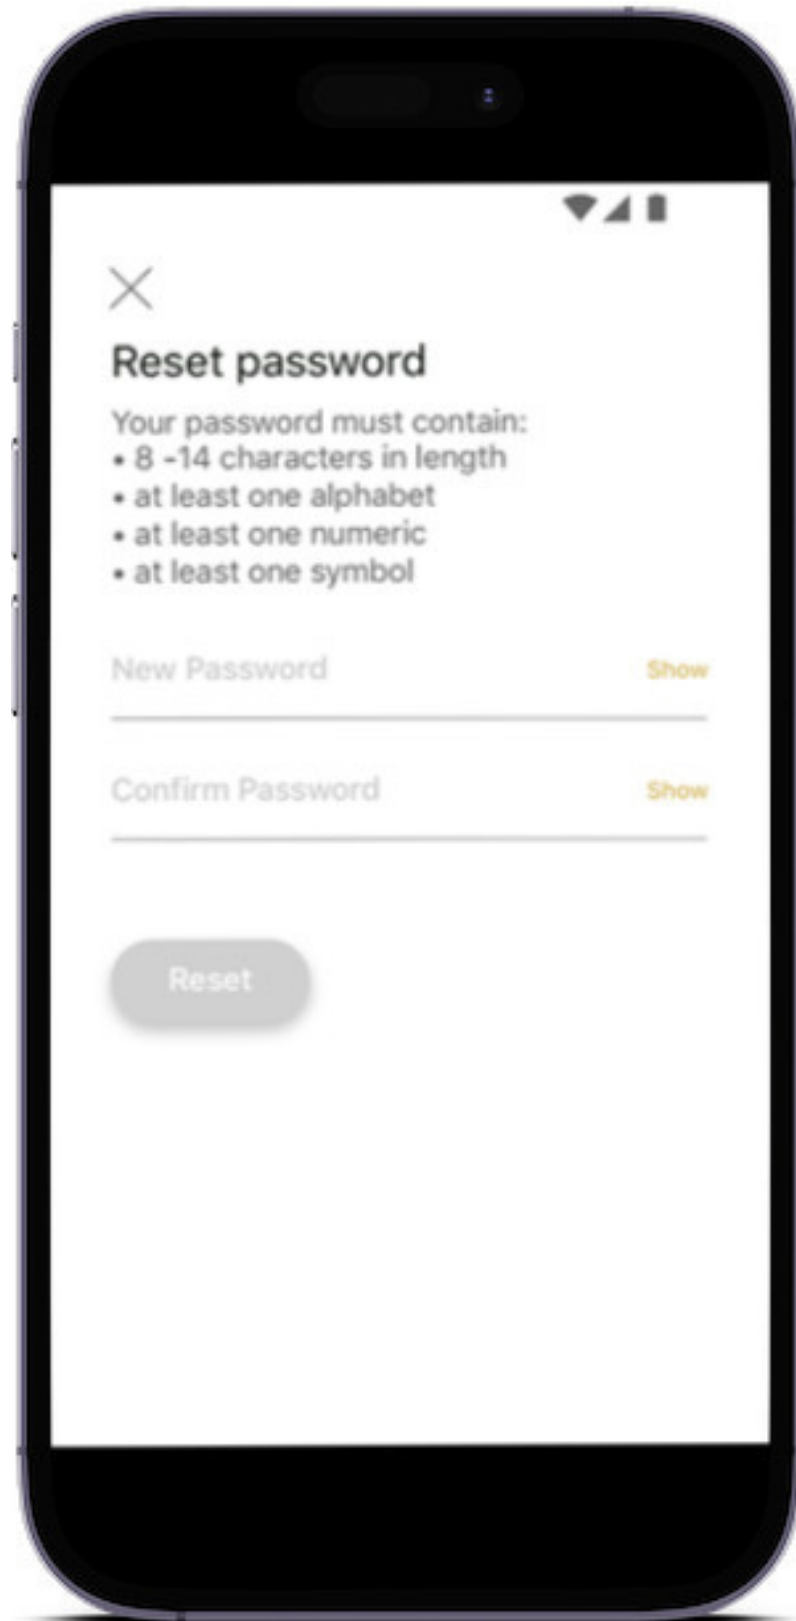 Reset password
Your password must contain:
• 8 -14 characters in length
• at least one alphabet
• at least one numeric
• at least one symbol
New Password Show
Confirm Password Show
Reset